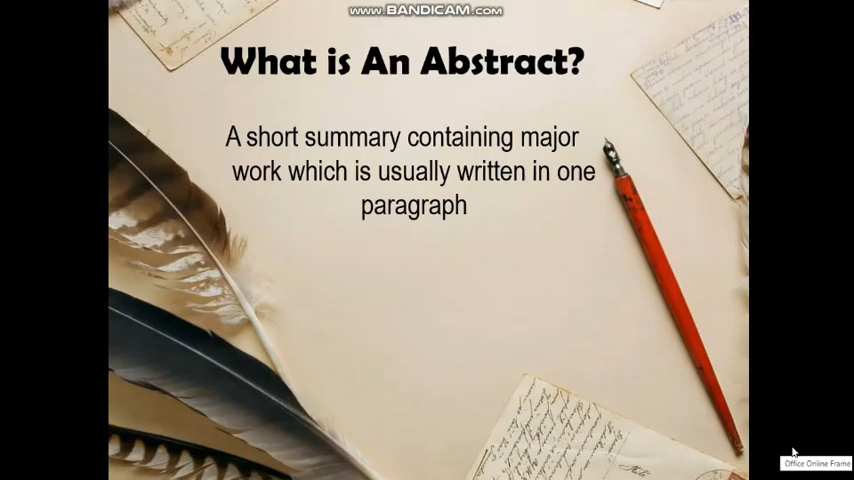 www.BANDICAM.com
What is An Abstract?
A short summary containing major
work which is usually written in one
paragraph
Office Online Frame